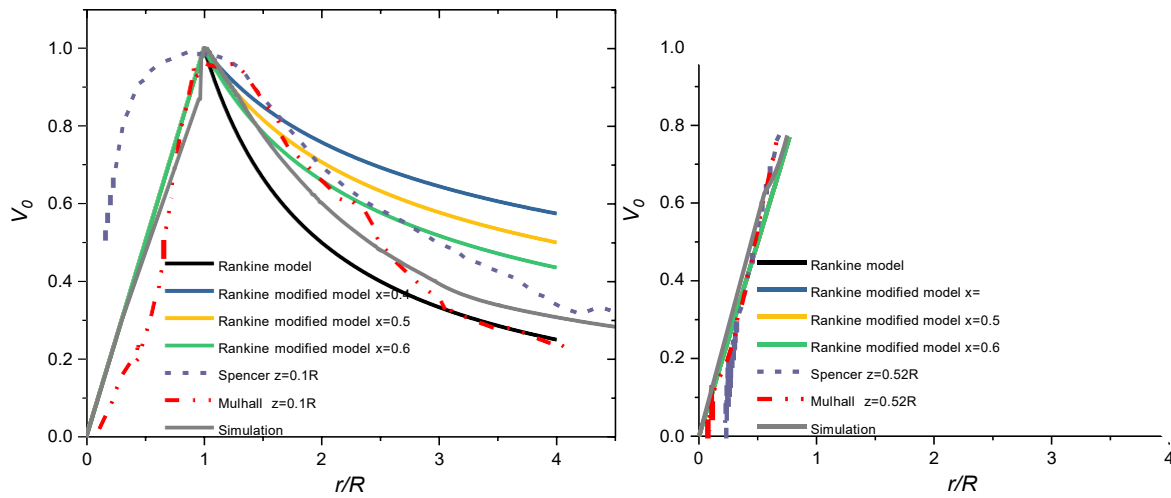 1.0
0.8
0.6
0.4
0.2
0.0
V0
Rankine model
Rankine modified model x=0.4
Rankine modified model x=0.5
Rankine modified model x=0.6
Spencer z=0.1R
Mulhall z=0.1R
Simulation
0 1 2 3 4
r/R
1.0
0.8
0.6
0.4
0.2
0.0
V0
Rankine model
Rankine modified model x=
Rankine modified model x=0.5
Rankine modified model x=0.6
Spencer z=0.52R
Mulhall z=0.52R
Simulation
0 1 2 3 4
r/R